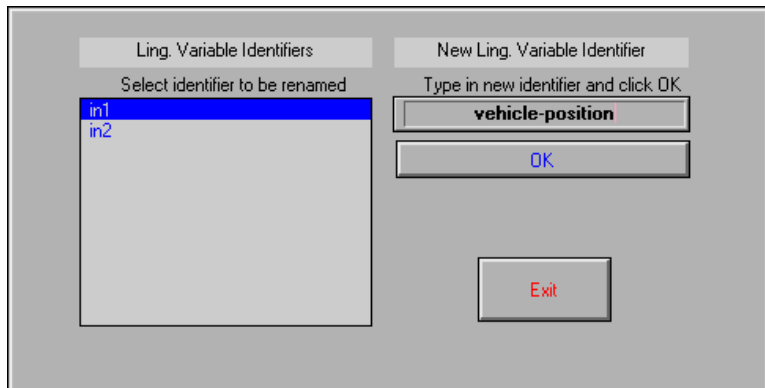 Ling. Variable Identifiers
Select identifier to be renamed
in1
in2
New Ling. Variable Identifier
Type in new identifier and click OK
vehicle-position
OK
Exit